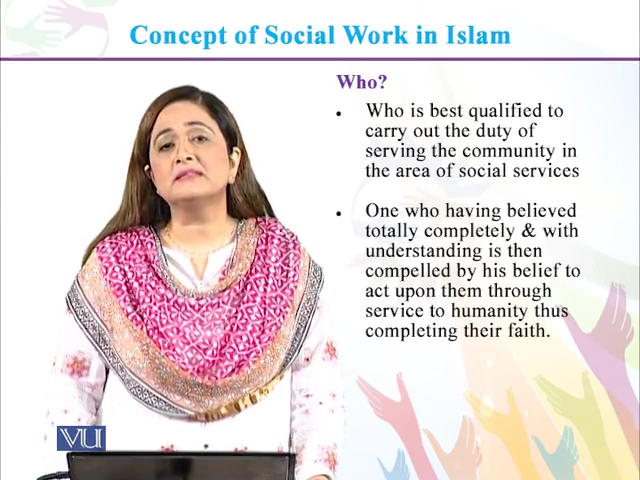 Concept of Social Work in Islam
Who?
• Who is best qualified to
carry out the duty of
serving the community in
the area of social services
• One who having believed
totally completely & with
understanding is then
compelled by his belief to
act upon them through
service to humanity thus
completing their faith.
VU